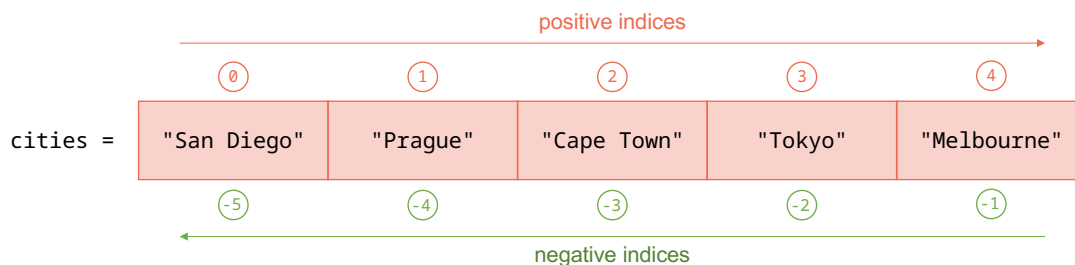 positive indices
0 1 2 3 4
cities = "San Diego" "Prague" "Cape Town" "Tokyo" "Melbourne"
-5 -4 -3 -2 -1
negative indices